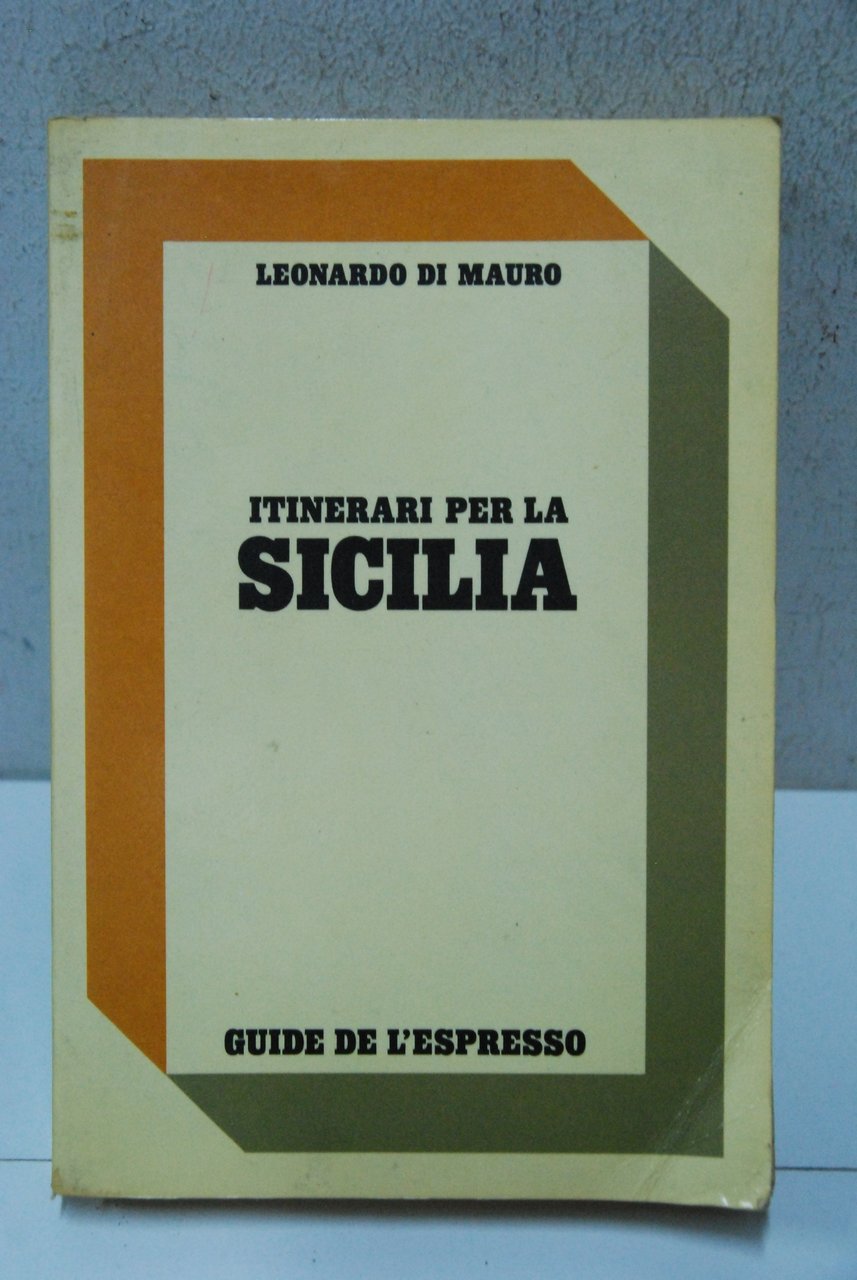 LEONARDO DI MAURO
ITINERARI PER LA
SICILIA
GUIDE DE L'ESPRESSO